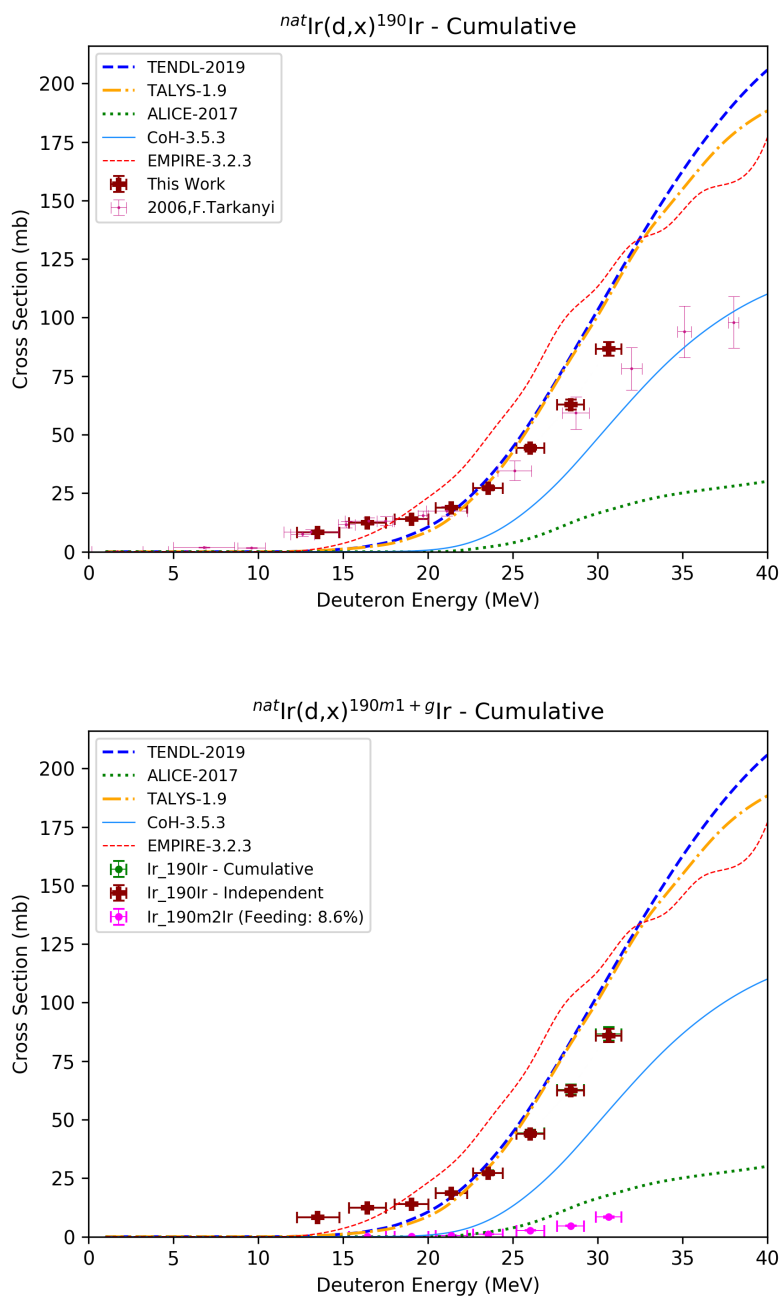 natIr(d,x)190Ir - Cumulative
TENDL-2019
TALYS-1.9
ALICE-2017
CoH-3.5.3
EMPIRE-3.2.3
This Work
2006,F.Tarkanyi
Cross Section (mb)
200
175
150
125
100
75
50
25
0
0 5 10 15 20 25 30 35 40
Deuteron Energy (MeV)
natIr(d,x)190m1+gIr - Cumulative
TENDL-2019
ALICE-2017
TALYS-1.9
CoH-3.5.3
EMPIRE-3.2.3
Ir_190Ir - Cumulative
Ir_190Ir - Independent
Ir_190m2Ir (Feeding: 8.6%)
Cross Section (mb)
200
175
150
125
100
75
50
25
0
0 5 10 15 20 25 30 35 40
Deuteron Energy (MeV)